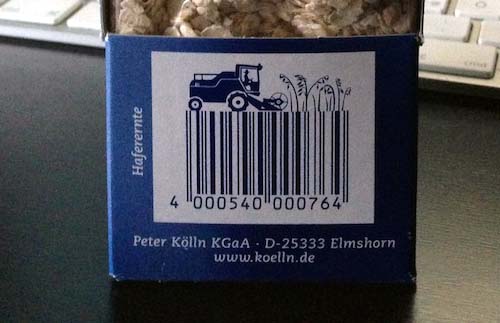 Haferernte
4 000540 000764
Peter Kölln KGaA · D-25333 Elmshorn
www.koelln.de